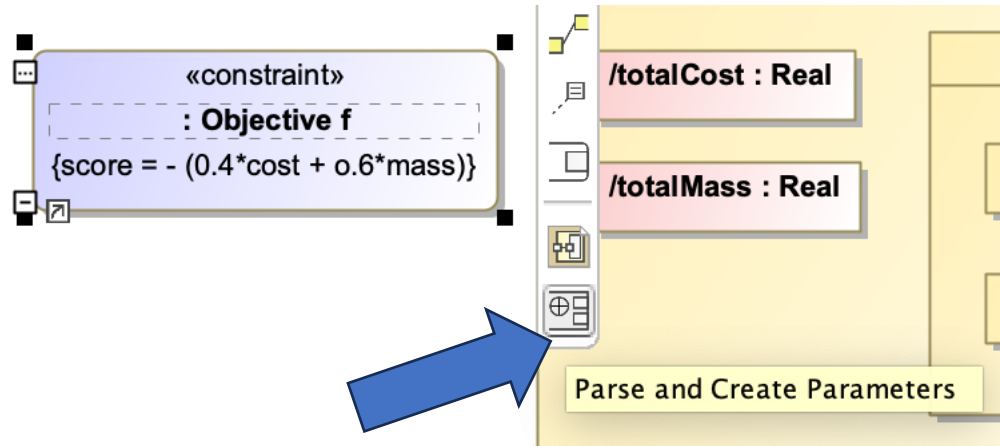 «constraint»
: Objective f
{score = - (0.4*cost + o.6*mass)}
/totalCost : Real
/totalMass : Real
Parse and Create Parameters